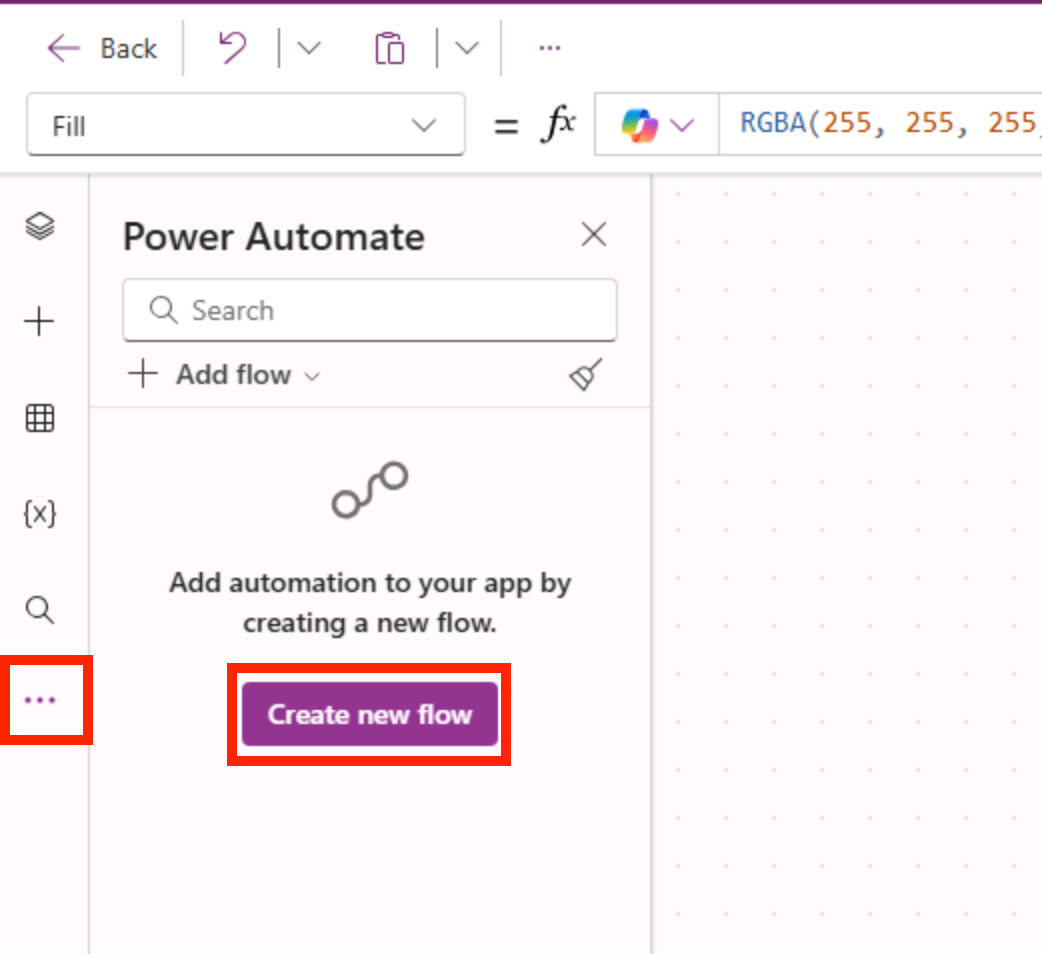 Back
Fill
= fx
RGBA(255, 255, 255,
Power Automate
Search
Add flow
{x}
Add automation to your app by
creating a new flow.
Create new flow